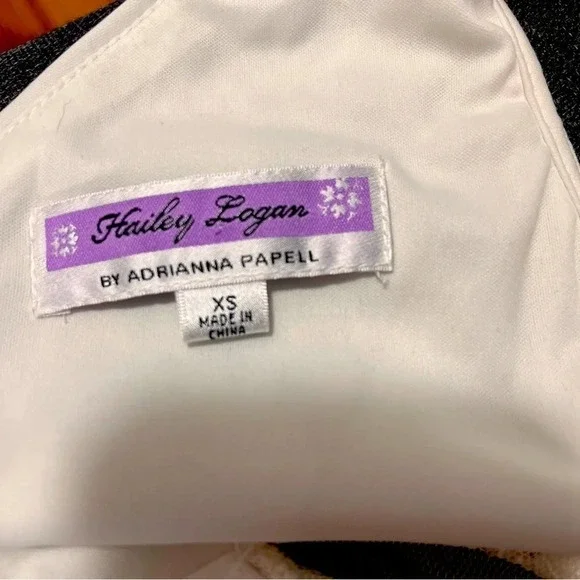 Hailey Logan
BY ADRIANNA PAPELL
XS
MADE IN
CHINA